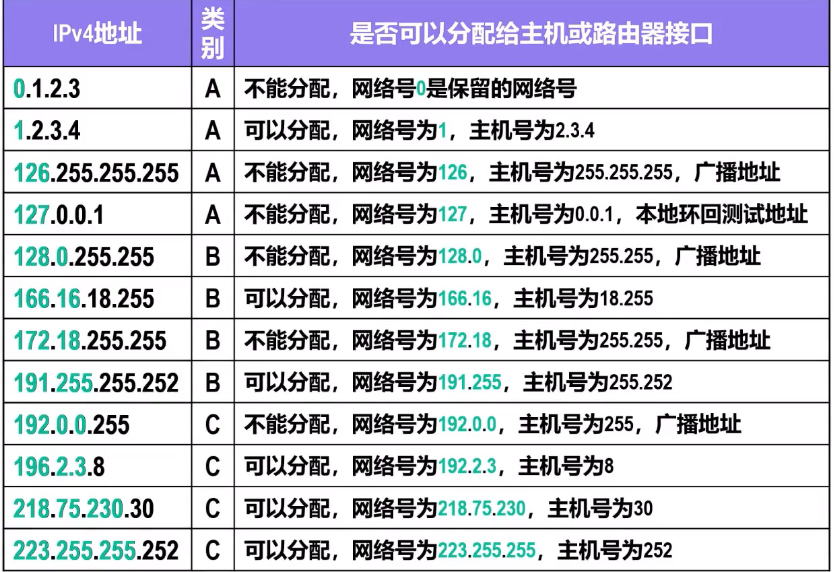 IPv4地址 类别 是否可以分配给主机或路由器接口
0.1.2.3 A 不能分配，网络号0是保留的网络号
1.2.3.4 A 可以分配，网络号为1，主机号为2.3.4
126.255.255.255 A 不能分配，网络号为126，主机号为255.255.255，广播地址
127.0.0.1 A 不能分配，网络号为127，主机号为0.0.1，本地环回测试地址
128.0.255.255 B 不能分配，网络号为128.0，主机号为255.255，广播地址
166.16.18.255 B 可以分配，网络号为166.16，主机号为18.255
172.18.255.255 B 不能分配，网络号为172.18，主机号为255.255，广播地址
191.255.255.252 B 可以分配，网络号为191.255，主机号为255.252
192.0.0.255 C 不能分配，网络号为192.0.0，主机号为255，广播地址
196.2.3.8 C 可以分配，网络号为192.2.3，主机号为8
218.75.230.30 C 可以分配，网络号为218.75.230，主机号为30
223.255.255.252 C 可以分配，网络号为223.255.255，主机号为252